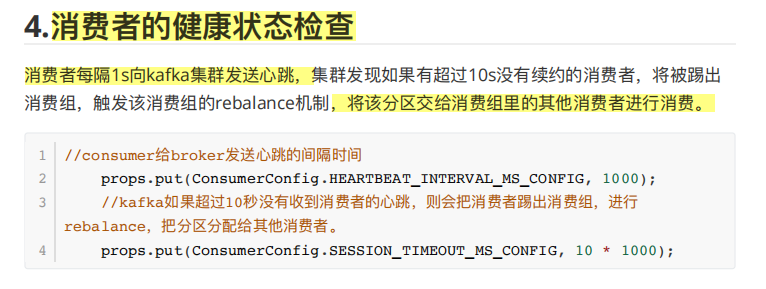 4.消费者的健康状态检查
消费者每隔1s向kafka集群发送心跳，集群发现如果有超过10s没有续约的消费者，将被踢出
消费组，触发该消费组的rebalance机制，将该分区交给消费组里的其他消费者进行消费。
1 //consumer给broker发送心跳的间隔时间
2 props.put(ConsumerConfig.HEARTBEAT_INTERVAL_MS_CONFIG, 1000);
3 //kafka如果超过10秒没有收到消费者的心跳，则会把消费者踢出消费组，进行
rebalance，把分区分配给其他消费者。
4 props.put(ConsumerConfig.SESSION_TIMEOUT_MS_CONFIG, 10 * 1000);